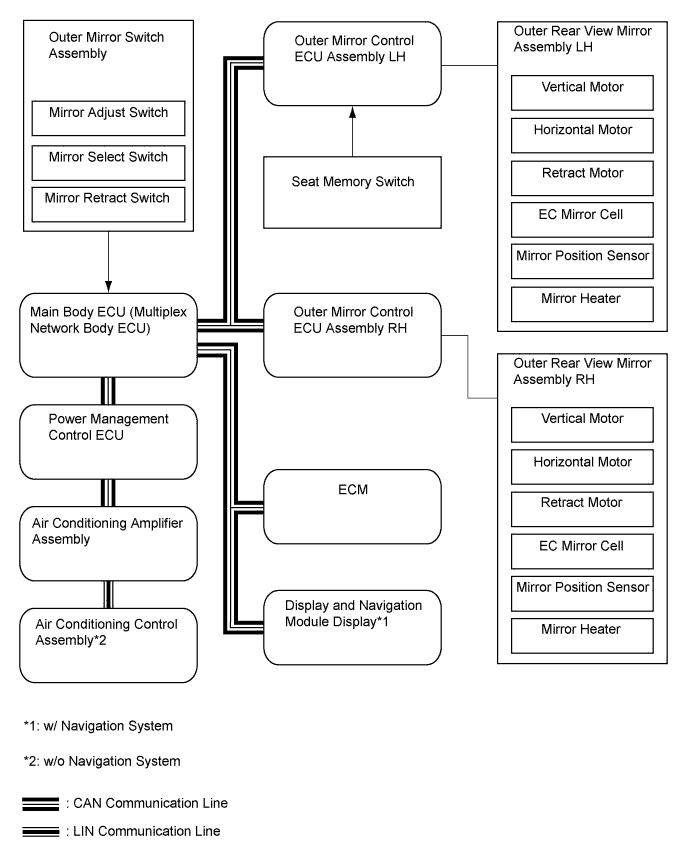 Outer Mirror Switch
Assembly
Mirror Adjust Switch
Mirror Select Switch
Mirror Retract Switch
Outer Mirror Control
ECU Assembly LH
Seat Memory Switch
Outer Rear View Mirror
Assembly LH
Vertical Motor
Horizontal Motor
Retract Motor
EC Mirror Cell
Mirror Position Sensor
Mirror Heater
Main Body ECU (Multiplex
Network Body ECU)
Outer Mirror Control
ECU Assembly RH
Outer Rear View Mirror
Assembly RH
Vertical Motor
Horizontal Motor
Retract Motor
EC Mirror Cell
Mirror Position Sensor
Mirror Heater
Power Management
Control ECU
ECM
Air Conditioning Amplifier
Assembly
Air Conditioning Control
Assembly*2
Display and Navigation
Module Display*1
*1: w/ Navigation System
*2: w/o Navigation System
: CAN Communication Line
: LIN Communication Line